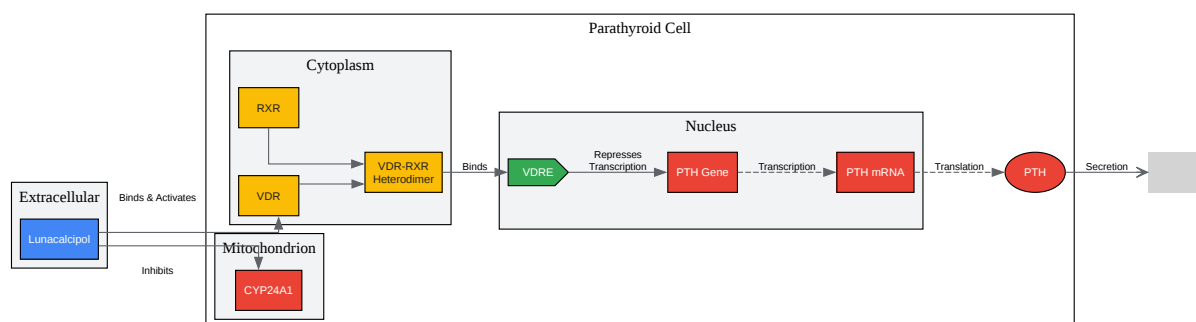 Parathyroid Cell
Cytoplasm
RXR
VDR-RXR
Heterodimer
VDR
Binds
Nucleus
VDRE
Represses
Transcription
PTH Gene
Transcription
PTH mRNA
Translation
PTH
Secretion
Extracellular
Lunacalcipol
Binds & Activates
Inhibits
Mitochondrion
CYP24A1